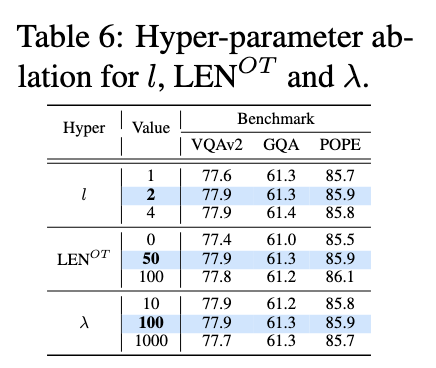 Table 6: Hyper-parameter ab-
lation for l, LEN^{OT} and λ.
Hyper Value Benchmark
VQAv2 GQA POPE
1 77.6 61.3 85.7
l 2 77.9 61.3 85.9
4 77.9 61.4 85.8
0 77.4 61.0 85.5
LEN^{OT} 50 77.9 61.3 85.9
100 77.8 61.2 86.1
10 77.9 61.2 85.8
λ 100 77.9 61.3 85.9
1000 77.7 61.3 85.7